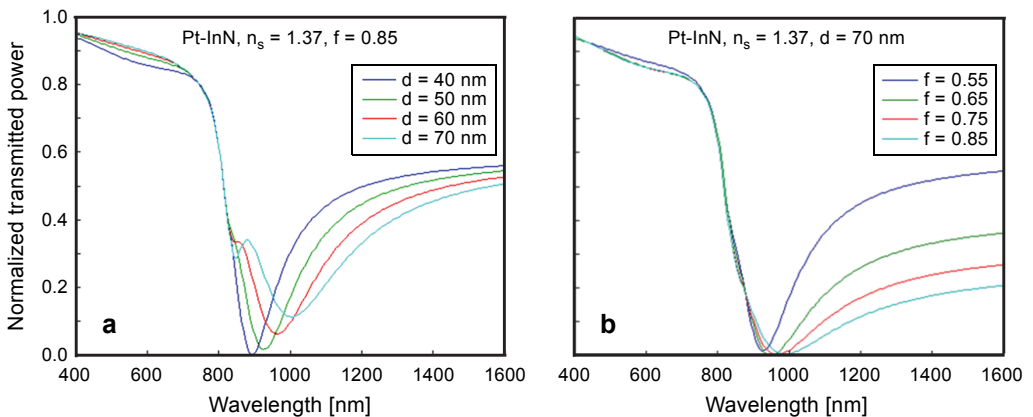 Pt-InN, nₛ = 1.37, f = 0.85
d = 40 nm
d = 50 nm
d = 60 nm
d = 70 nm
Normalized transmitted power
1.0
0.8
0.6
0.4
0.2
0.0
a
400 600 800 1000 1200 1400 1600
Wavelength [nm]
Pt-InN, nₛ = 1.37, d = 70 nm
f = 0.55
f = 0.65
f = 0.75
f = 0.85
b
400 600 800 1000 1200 1400 1600
Wavelength [nm]